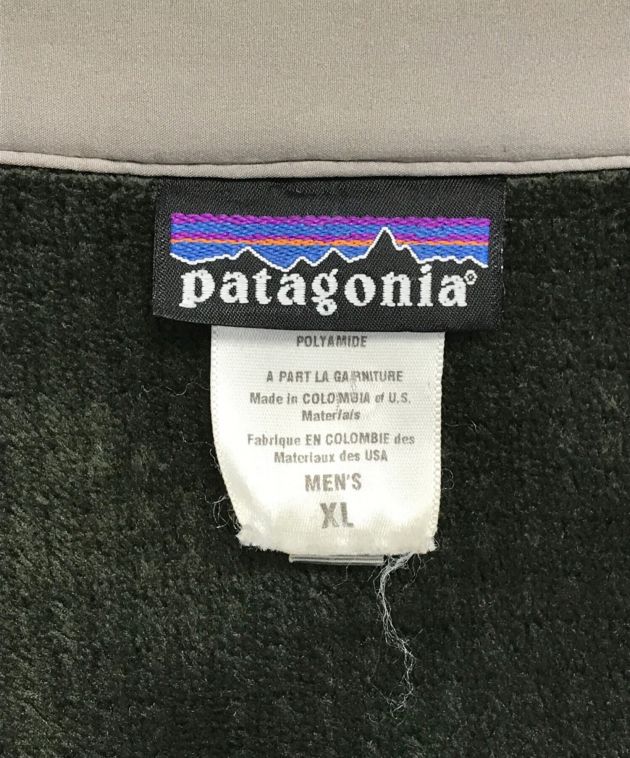 patagonia®
POLYAMIDE
A PART LA GARNITURE
Made in COLOMBIA of U.S.
Materials
Fabrique EN COLOMBIE des
Materiaux des USA
MEN'S
XL